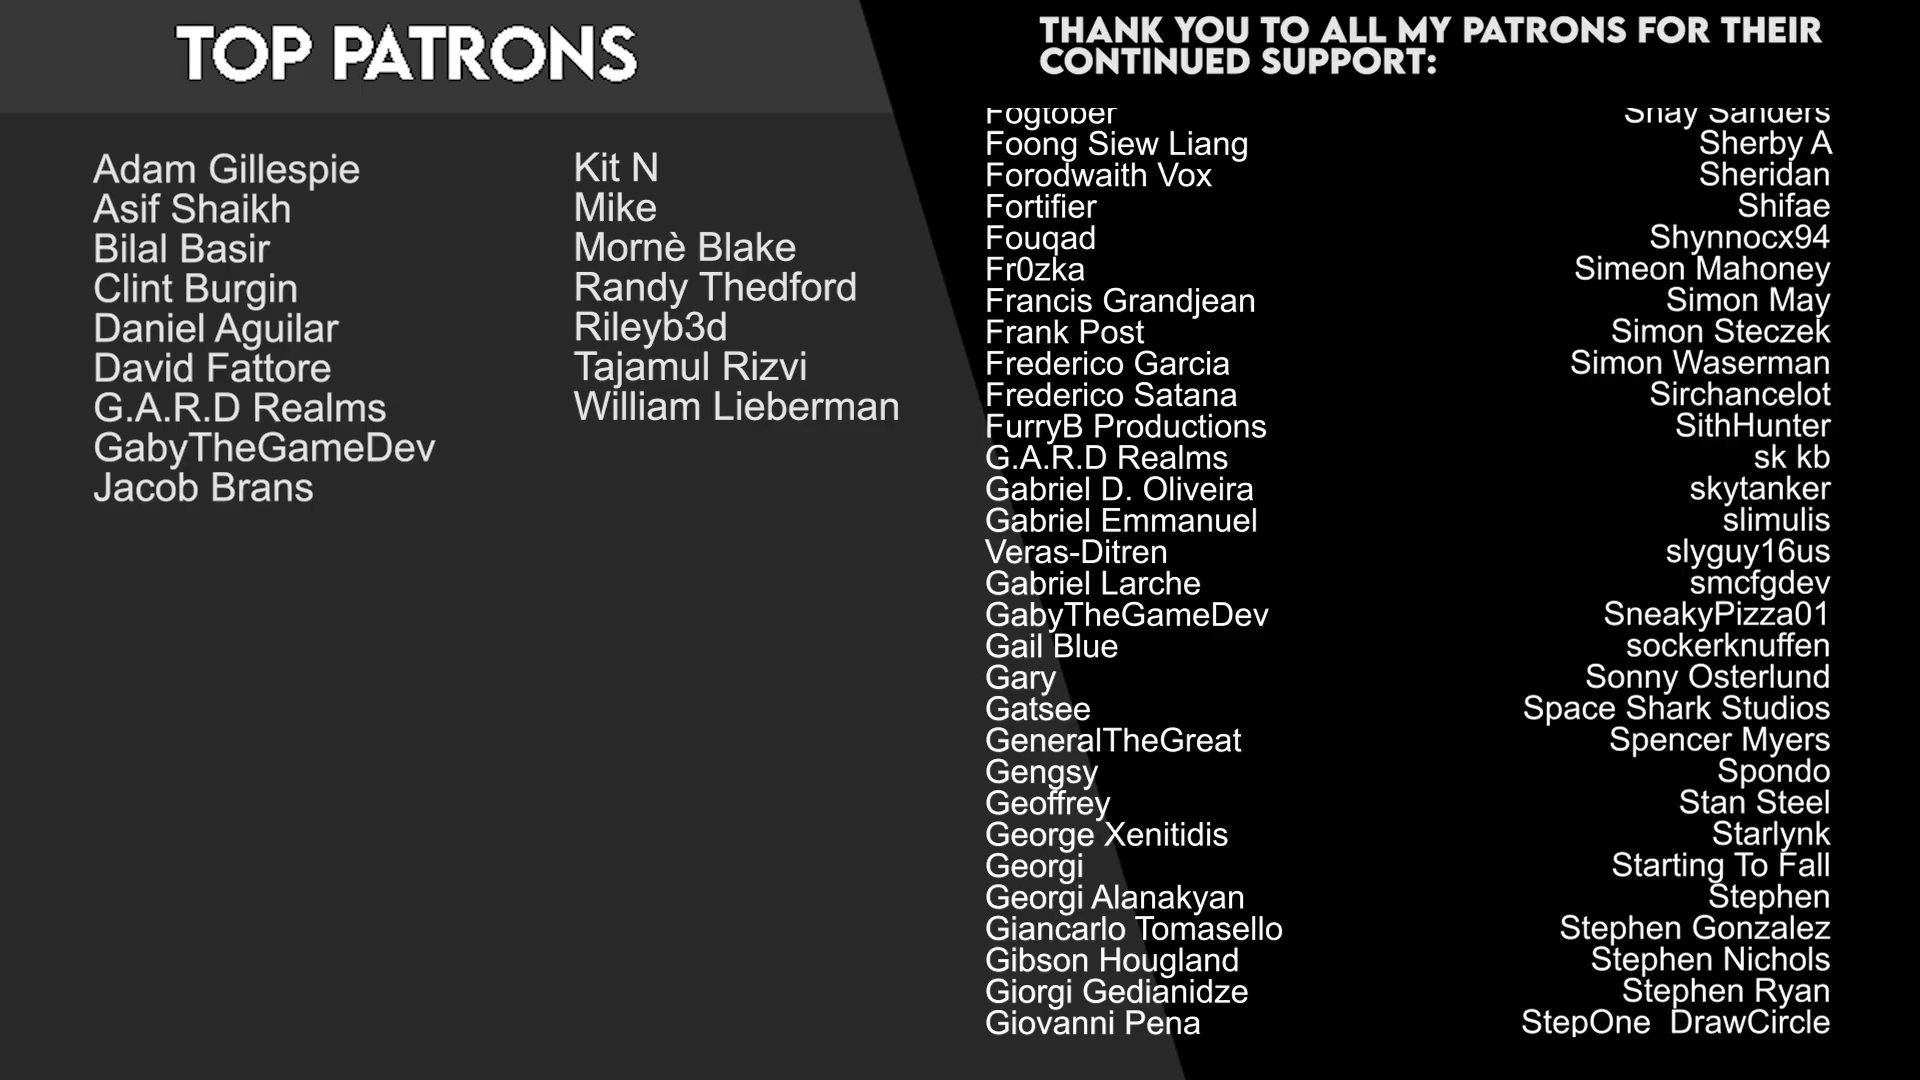 TOP PATRONS
Adam Gillespie
Asif Shaikh
Bilal Basir
Clint Burgin
Daniel Aguilar
David Fattore
G.A.R.D Realms
GabyTheGameDev
Jacob Brans
Kit N
Mike
Mornè Blake
Randy Thedford
Rileyb3d
Tajamul Rizvi
William Lieberman
THANK YOU TO ALL MY PATRONS FOR THEIR
CONTINUED SUPPORT:
Fogtober
Foong Siew Liang
Forodwaith Vox
Fortifier
Fouqad
Fr0zka
Francis Grandjean
Frank Post
Frederico Garcia
Frederico Satana
FurryB Productions
G.A.R.D Realms
Gabriel D. Oliveira
Gabriel Emmanuel
Veras-Ditren
Gabriel Larche
GabyTheGameDev
Gail Blue
Gary
Gatsee
GeneralTheGreat
Gengsy
Geoffrey
George Xenitidis
Georgi
Georgi Alanakyan
Giancarlo Tomasello
Gibson Hougland
Giorgi Gedianidze
Giovanni Pena
Shay Sanders
Sherby A
Sheridan
Shifae
Shynnocx94
Simeon Mahoney
Simon May
Simon Steczek
Simon Waserman
Sirchancelot
SithHunter
sk kb
skytanker
slimulis
slyguy16us
smcfgdev
SneakyPizza01
sockerknuffen
Sonny Osterlund
Space Shark Studios
Spencer Myers
Spondo
Stan Steel
Starlynk
Starting To Fall
Stephen
Stephen Gonzalez
Stephen Nichols
Stephen Ryan
StepOne  DrawCircle